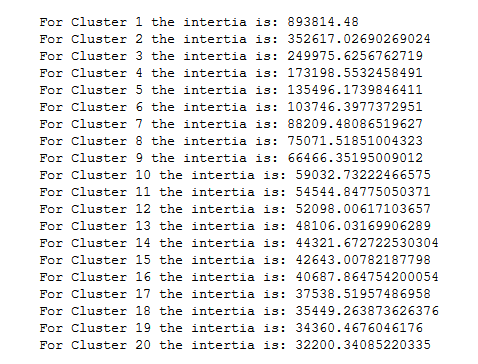 For Cluster 1 the intertia is: 893814.48
For Cluster 2 the intertia is: 352617.02690269024
For Cluster 3 the intertia is: 249975.6256762719
For Cluster 4 the intertia is: 173198.5532458491
For Cluster 5 the intertia is: 135496.1739846411
For Cluster 6 the intertia is: 103746.3977372951
For Cluster 7 the intertia is: 88209.48086519627
For Cluster 8 the intertia is: 75071.51851004323
For Cluster 9 the intertia is: 66466.35195009012
For Cluster 10 the intertia is: 59032.73222466575
For Cluster 11 the intertia is: 54544.84775050371
For Cluster 12 the intertia is: 52098.00617103657
For Cluster 13 the intertia is: 48106.03169906289
For Cluster 14 the intertia is: 44321.672722530304
For Cluster 15 the intertia is: 42643.00782187798
For Cluster 16 the intertia is: 40687.864754200054
For Cluster 17 the intertia is: 37538.51957486958
For Cluster 18 the intertia is: 35449.263873626376
For Cluster 19 the intertia is: 34360.4676046176
For Cluster 20 the intertia is: 32200.34085220335